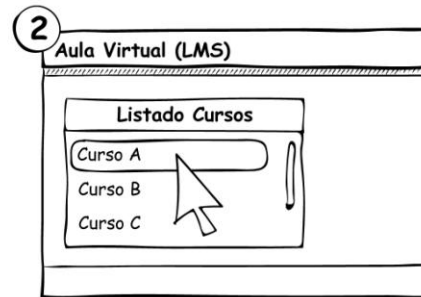 2
Aula Virtual (LMS)
Listado Cursos
Curso A
Curso B
Curso C